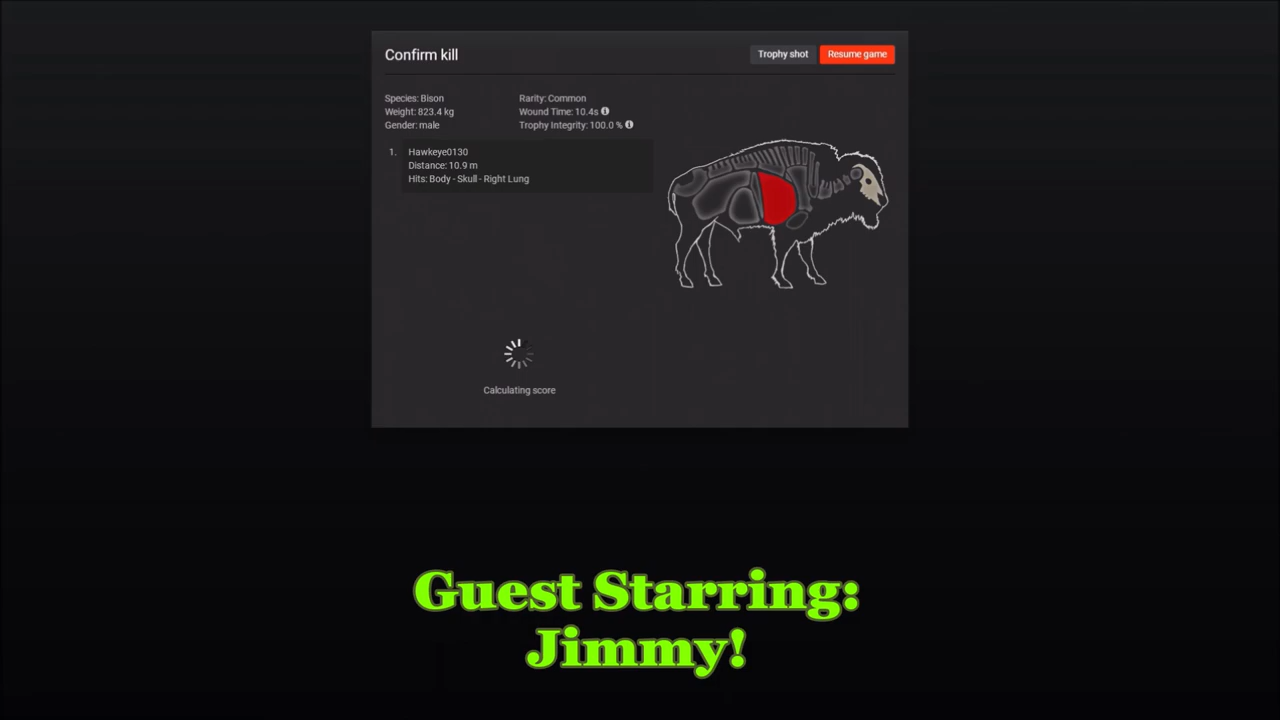 Confirm kill
Trophy shot
Resume game
Species: Bison
Weight: 823.4 kg
Gender: male
Rarity: Common
Wound Time: 10.4s
Trophy Integrity: 100.0 %
1. Hawkeye0130
Distance: 10.9 m
Hits: Body - Skull - Right Lung
Calculating score
Guest Starring:
Jimmy!